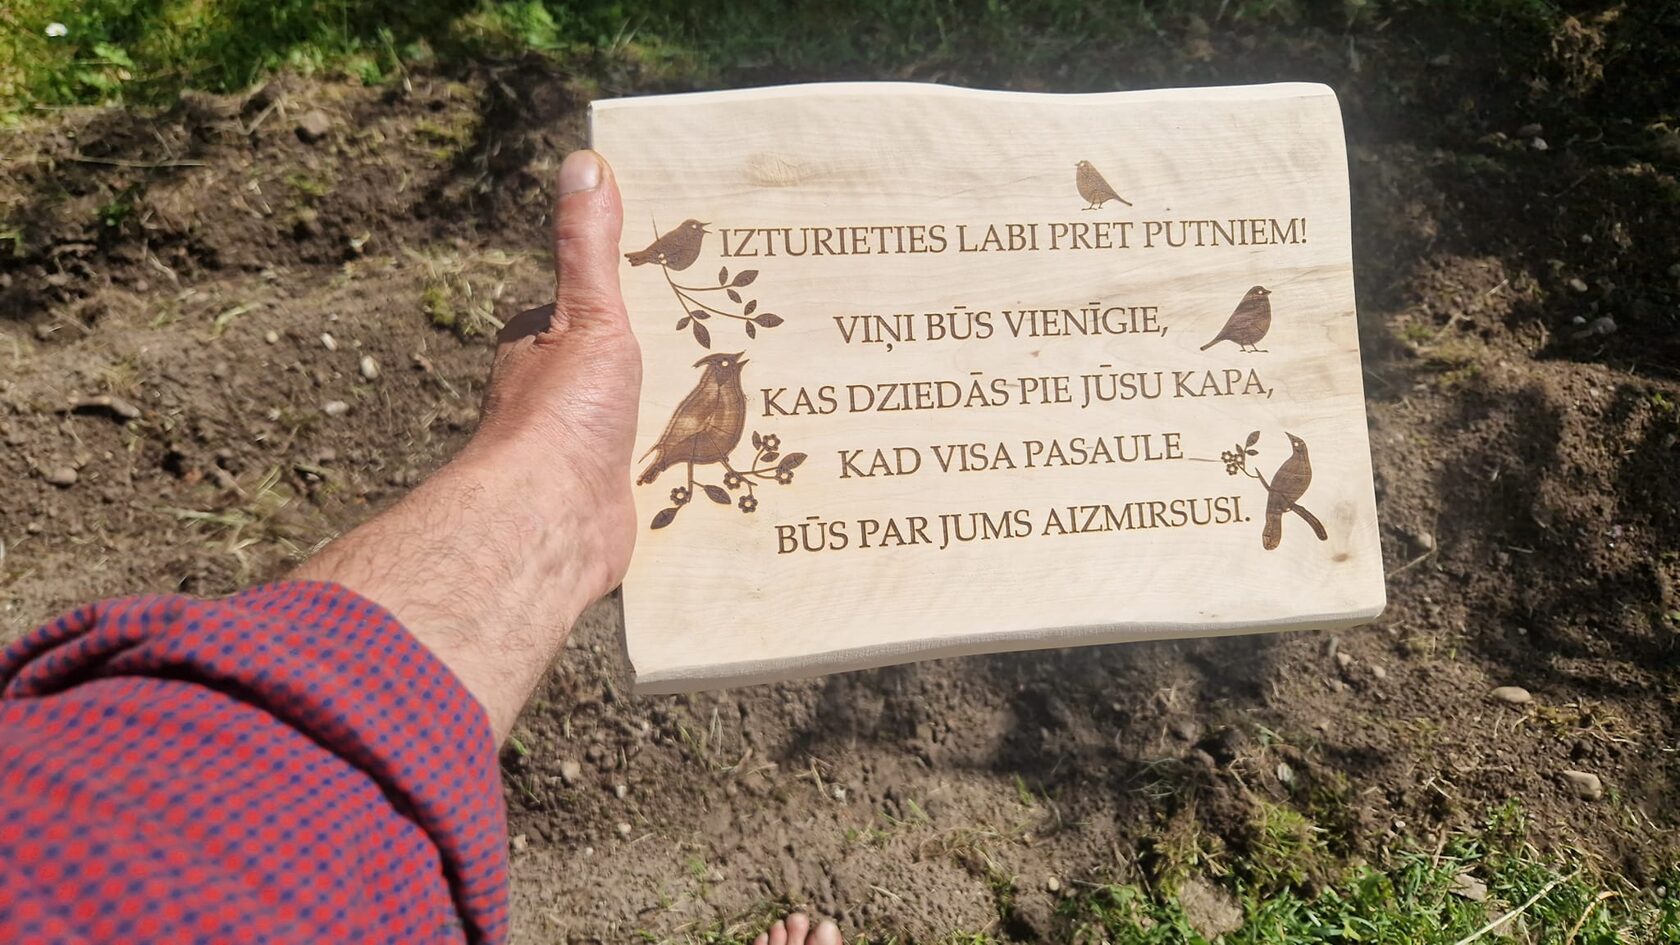 IZTURIETIES LABI PRET PUTNIEM!
VIŅI BŪS VIENĪGIE,
KAS DZIEDĀS PIE JŪSU KAPA,
KAD VISA PASAULE
BŪS PAR JUMS AIZMIRSUSI.